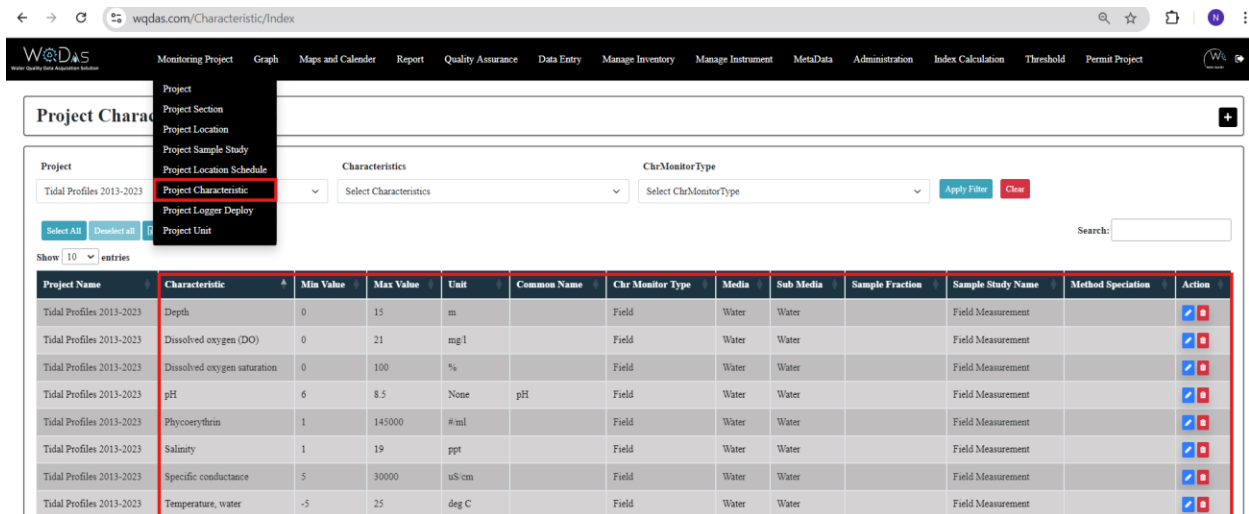 wqdas.com/Characteristic/Index
N
WQDAS
Water Quality Data Acquisition Solution
Monitoring Project Graph Maps and Calender Report Quality Assurance Data Entry Manage Inventory Manage Instrument MetaData Administration Index Calculation Threshold Permit Project
Project
Project Section
Project Location
Project Sample Study
Project Location Schedule
Project Characteristic
Project Logger Deploy
Project Unit
Project Charac
+
Project Characteristics ChrMonitorType
Tidal Profiles 2013-2023 Select Characteristics Select ChrMonitorType Apply Filter Clear
Select All Deselect all Search:
Show 10 entries
Project Name Characteristic Min Value Max Value Unit Common Name Chr Monitor Type Media Sub Media Sample Fraction Sample Study Name Method Speciation Action
Tidal Profiles 2013-2023 Depth 0 15 m Field Water Water Field Measurement
Tidal Profiles 2013-2023 Dissolved oxygen (DO) 0 21 mg/l Field Water Water Field Measurement
Tidal Profiles 2013-2023 Dissolved oxygen saturation 0 100 % Field Water Water Field Measurement
Tidal Profiles 2013-2023 pH 6 8.5 None pH Field Water Water Field Measurement
Tidal Profiles 2013-2023 Phycoerythrin 1 145000 #/ml Field Water Water Field Measurement
Tidal Profiles 2013-2023 Salinity 1 19 ppt Field Water Water Field Measurement
Tidal Profiles 2013-2023 Specific conductance 5 30000 uS/cm Field Water Water Field Measurement
Tidal Profiles 2013-2023 Temperature, water -5 25 deg C Field Water Water Field Measurement